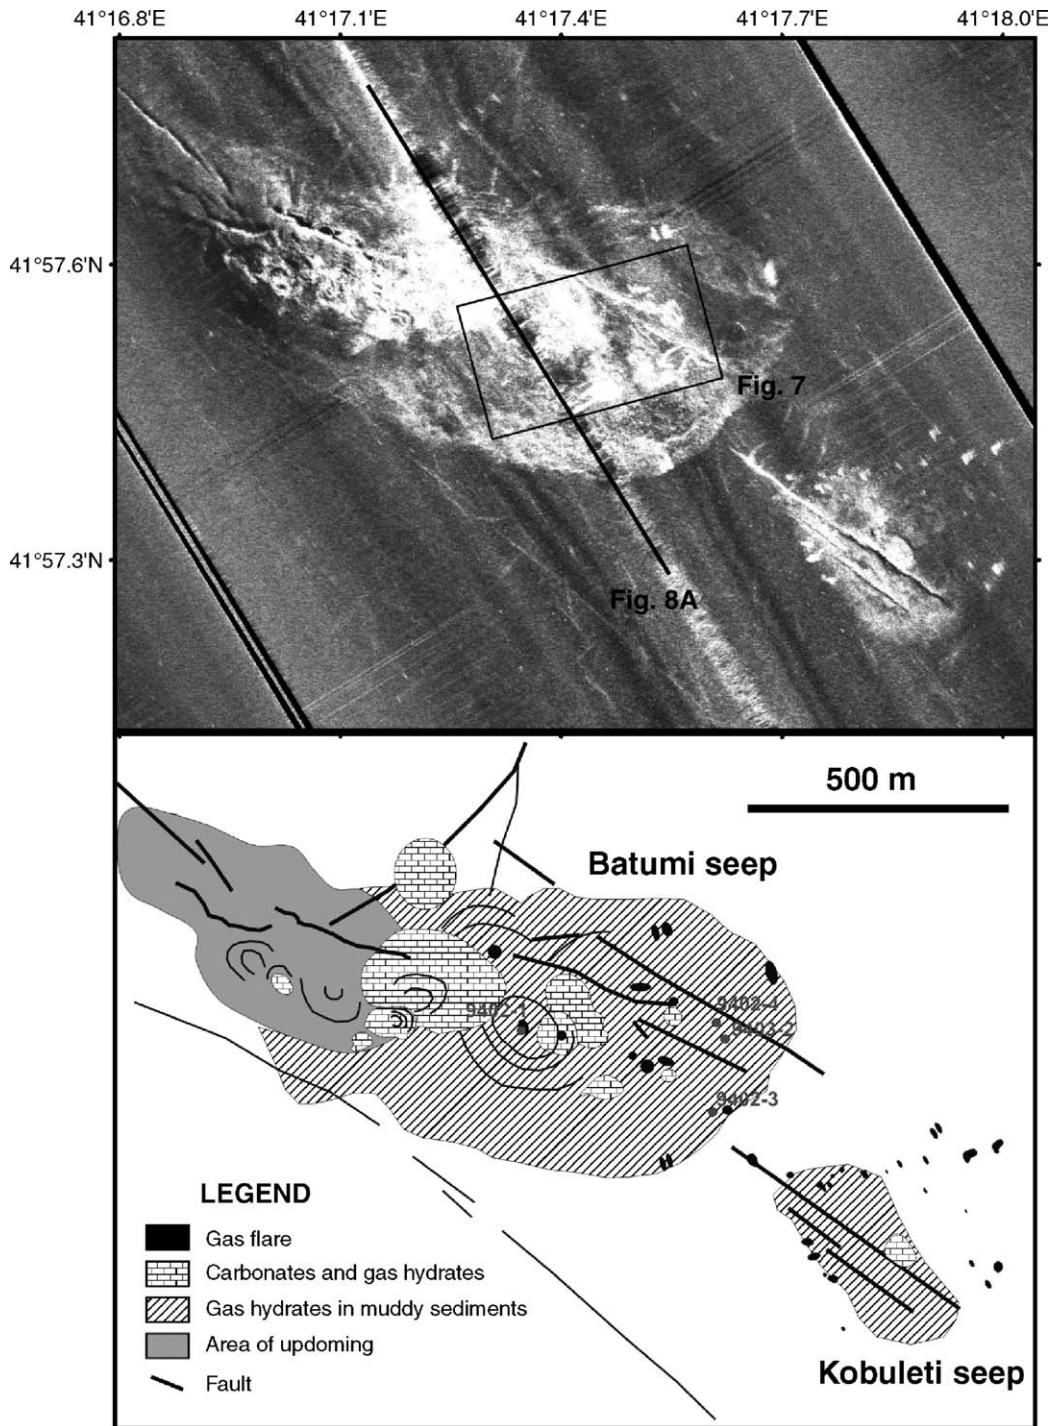 41°16.8'E 41°17.1'E 41°17.4'E 41°17.7'E 41°18.0'E
41°57.6'N
Fig. 7
41°57.3'N
Fig. 8A
500 m
Batumi seep
9402-1
9402-4
9403-2
9402-3
LEGEND
Gas flare
Carbonates and gas hydrates
Gas hydrates in muddy sediments
Area of updoming
Fault
Kobuleti seep